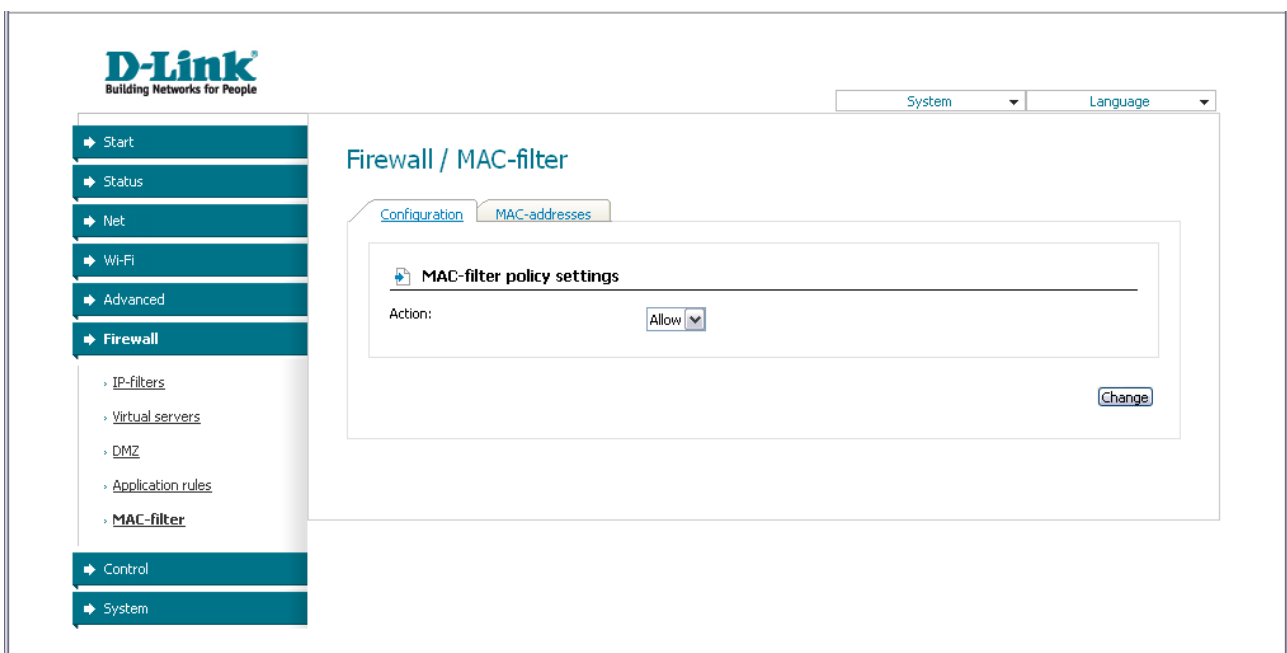 D-Link
Building Networks for People
System Language
Start
Status
Net
Wi-Fi
Advanced
Firewall
IP-filters
Virtual servers
DMZ
Application rules
MAC-filter
Control
System
Firewall / MAC-filter
Configuration MAC-addresses
MAC-filter policy settings
Action: Allow
Change